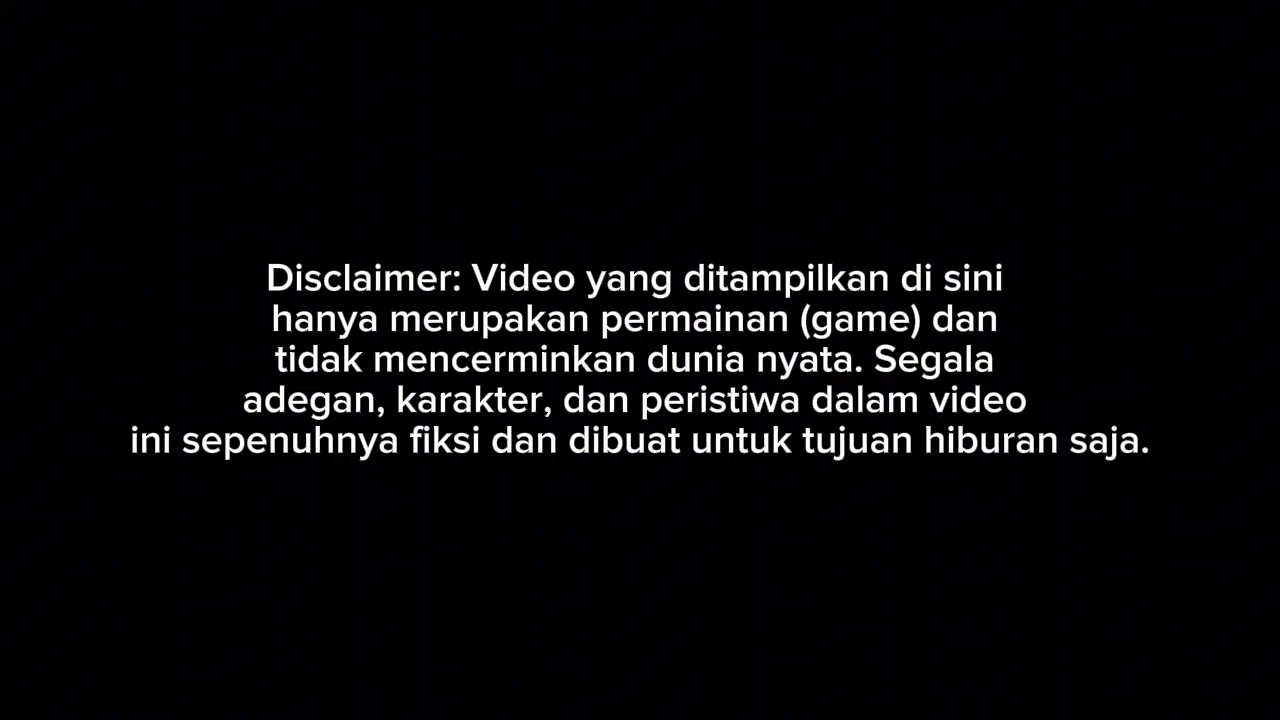 Disclaimer: Video yang ditampilkan di sini
hanya merupakan permainan (game) dan
tidak mencerminkan dunia nyata. Segala
adegan, karakter, dan peristiwa dalam video
ini sepenuhnya fiksi dan dibuat untuk tujuan hiburan saja.